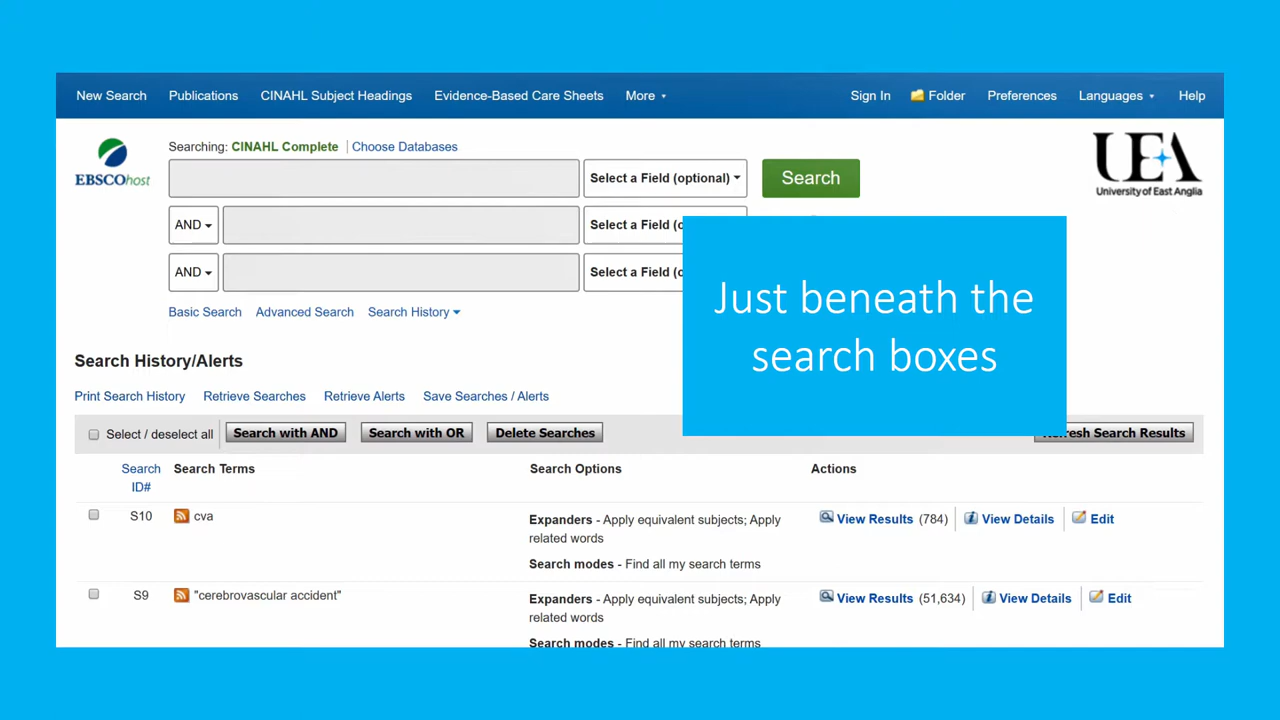 New Search Publications CINAHL Subject Headings Evidence-Based Care Sheets More Sign In Folder Preferences Languages Help
Searching: CINAHL Complete Choose Databases
EBSCOhost
Select a Field (optional) Search
UEA
University of East Anglia
AND Select a Field (o
AND Select a Field (o
Just beneath the
search boxes
Basic Search Advanced Search Search History
Search History/Alerts
Print Search History Retrieve Searches Retrieve Alerts Save Searches / Alerts
Select / deselect all Search with AND Search with OR Delete Searches Refresh Search Results
Search ID# Search Terms Search Options Actions
S10 cva Expanders - Apply equivalent subjects; Apply related words View Results (784) View Details Edit
Search modes - Find all my search terms
S9 "cerebrovascular accident" Expanders - Apply equivalent subjects; Apply related words View Results (51,634) View Details Edit
Search modes - Find all my search terms